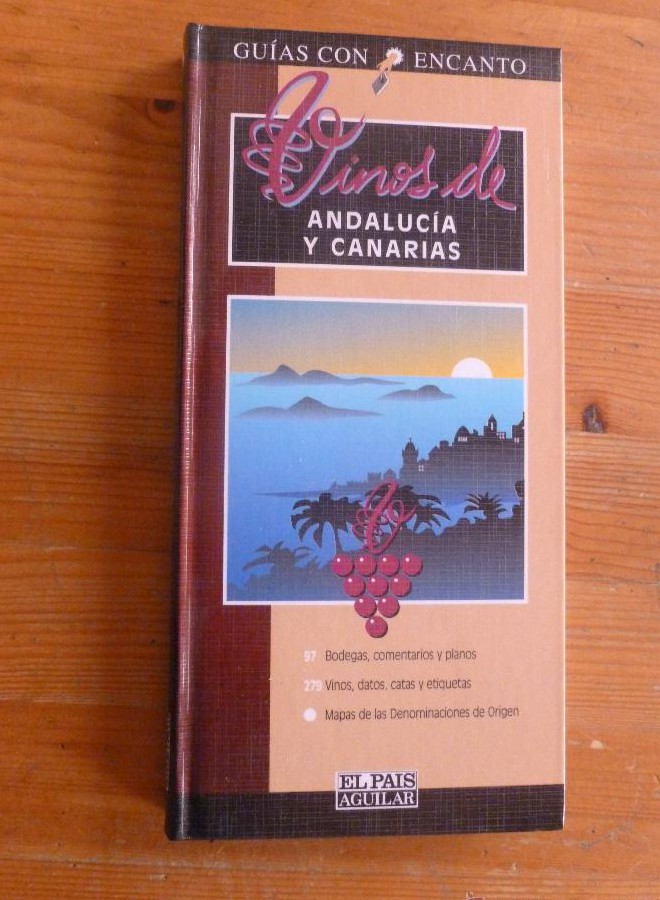 GUÍAS CON ENCANTO
Vinos de
ANDALUCÍA
Y CANARIAS
97 Bodegas, comentarios y planos
279 Vinos, datos, catas y etiquetas
Mapas de las Denominaciones de Origen
EL PAIS
AGUILAR